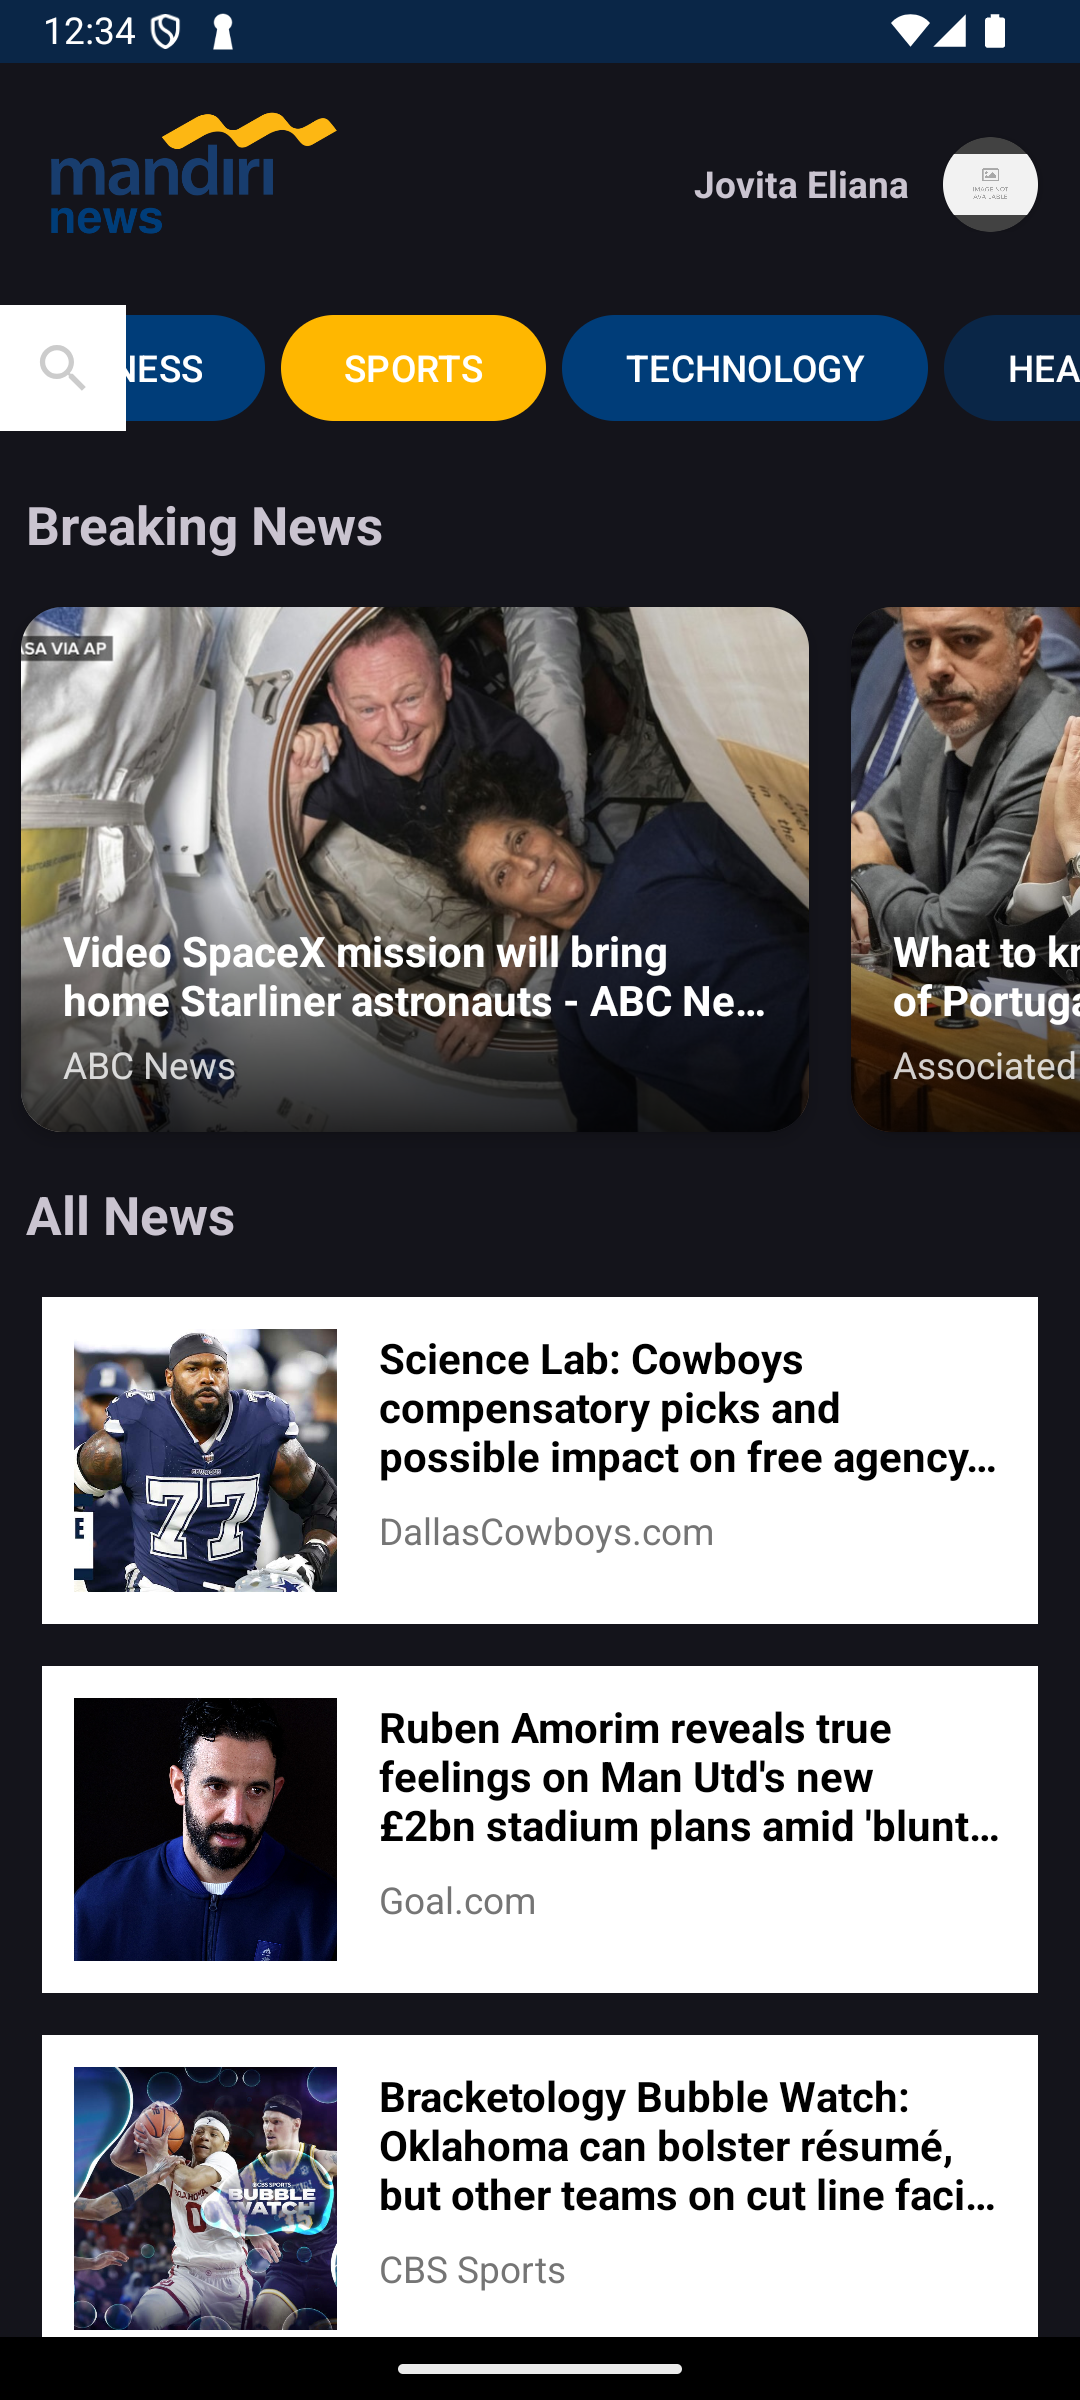 12:34
mandiri
news
Jovita Eliana
IMAGE NOT
AVAILABLE
NESS
SPORTS
TECHNOLOGY
HEA
Breaking News
SA VIA AP
Video SpaceX mission will bring
home Starliner astronauts - ABC Ne...
ABC News
What to kn
of Portuga
Associated
All News
Science Lab: Cowboys
compensatory picks and
possible impact on free agency...
DallasCowboys.com
77
E
Ruben Amorim reveals true
feelings on Man Utd's new
£2bn stadium plans amid 'blunt...
Goal.com
Bracketology Bubble Watch:
Oklahoma can bolster résumé,
but other teams on cut line faci...
CBS Sports
CBS SPORTS
BUBBLE
WATCH